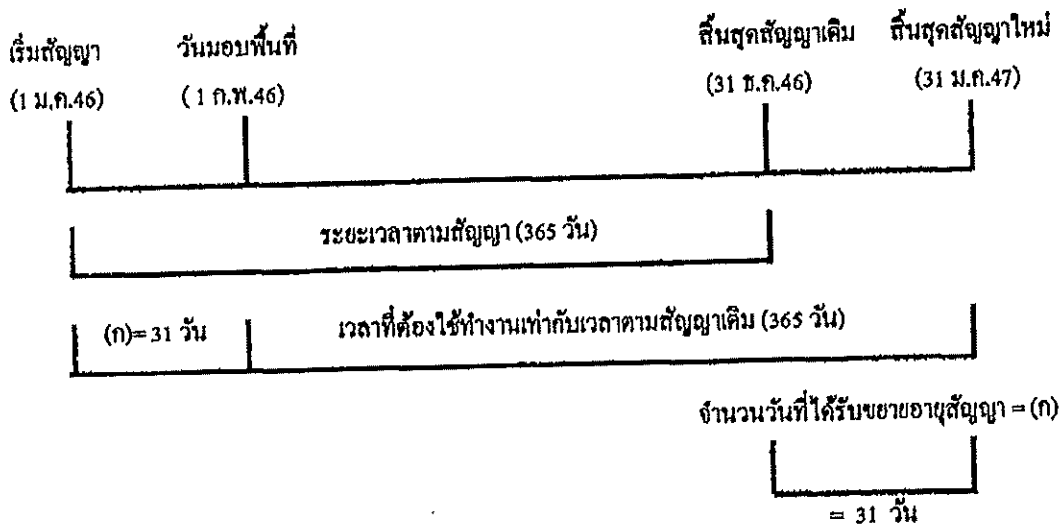 เริ่มสัญญา วันมอบพื้นที่ สิ้นสุดสัญญาเดิม สิ้นสุดสัญญาใหม่
(1 ม.ค.46) ( 1 ก.พ.46) (31 ธ.ค.46) (31 ม.ค.47)
ระยะเวลาตามสัญญา (365 วัน)
(ก)= 31 วัน เวลาที่ต้องใช้ทำงานเท่ากับเวลาตามสัญญาเดิม (365 วัน)
จำนวนวันที่ได้รับขยายอายุสัญญา = (ก)
= 31 วัน